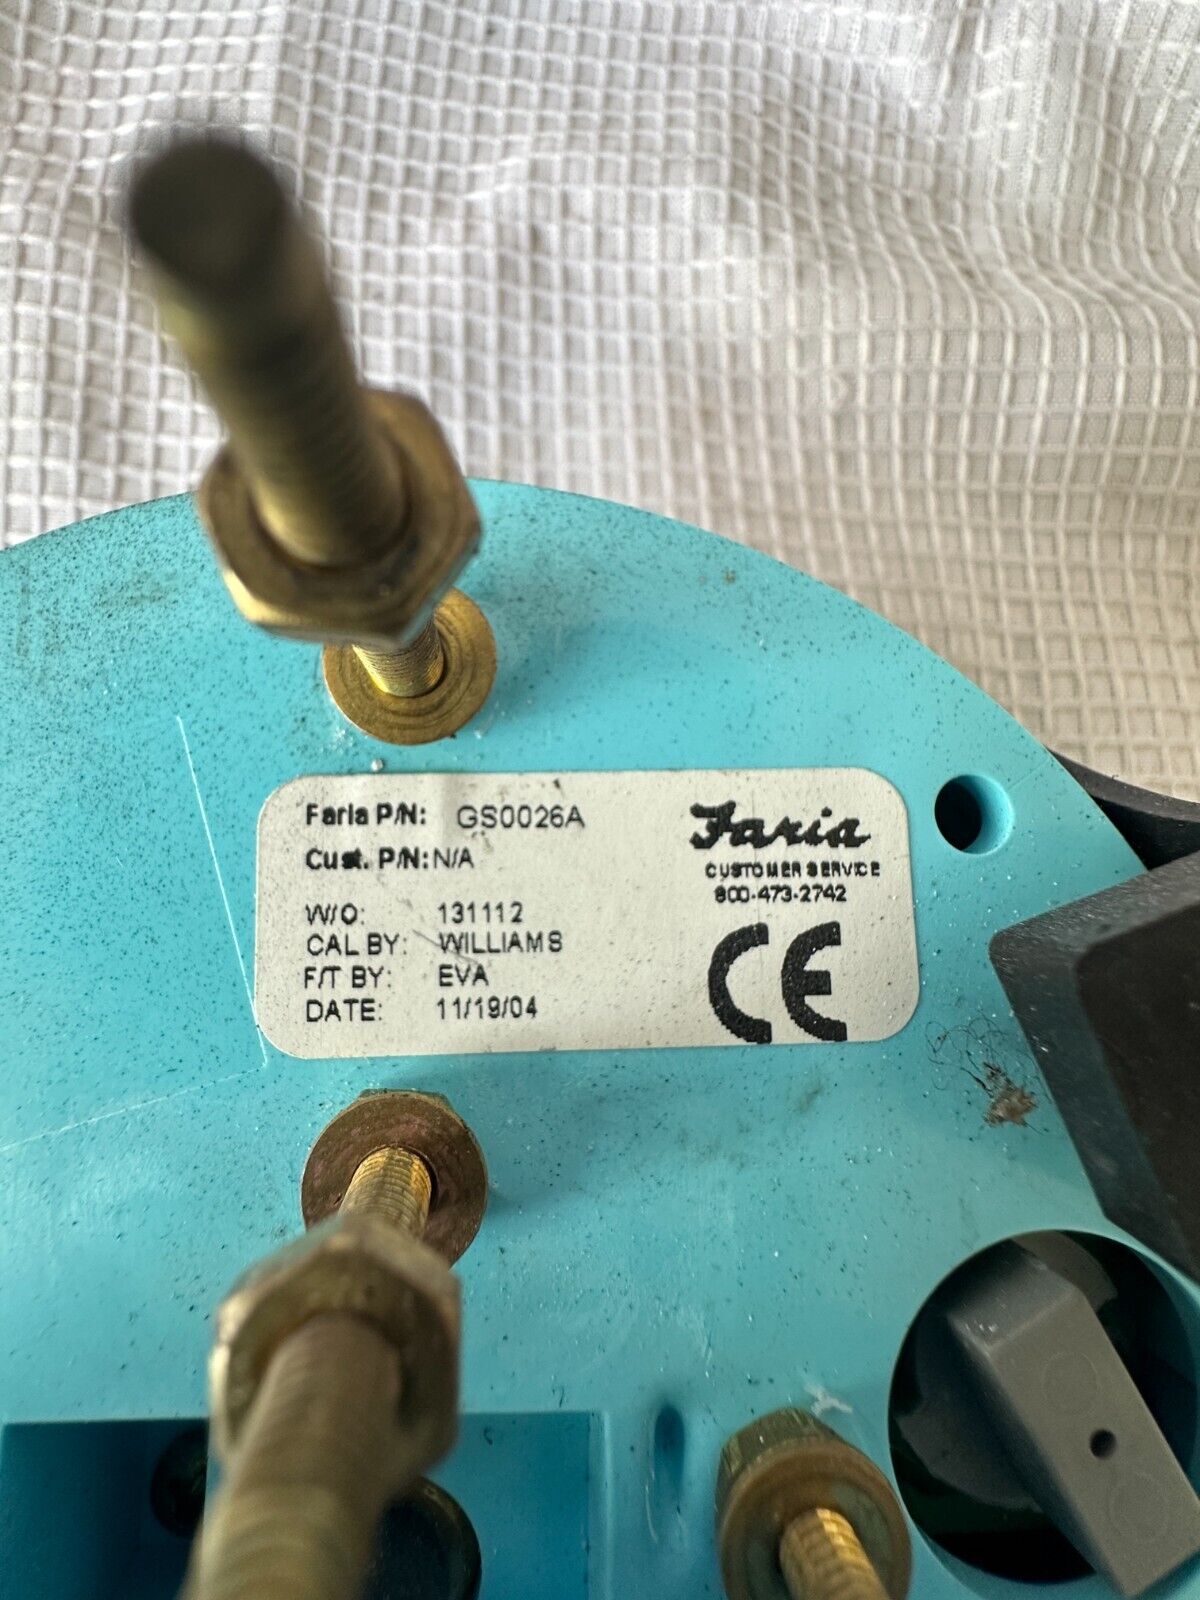 Faria P/N: GS0026A
Cust. P/N: N/A
W/O: 131112
CAL BY: WILLIAMS
F/T BY: EVA
DATE: 11/19/04
Faria
CUSTOMER SERVICE
800-473-2742
CE